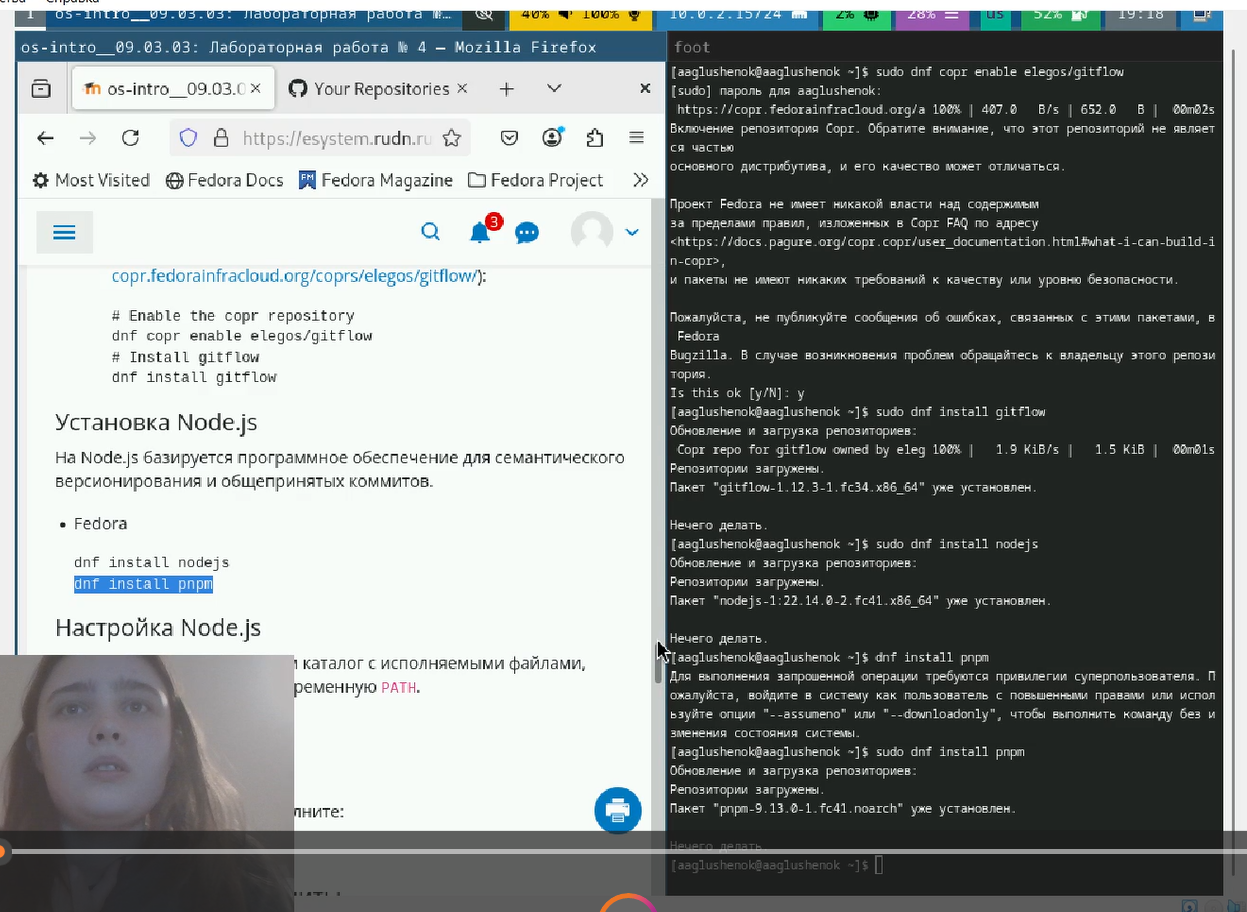 Справка
1
os-intro__09.03.03: Лабораторная работа №…
40%
100%
10.0.2.15/24
2%
28%
us
52%
19:18
os-intro__09.03.03: Лабораторная работа № 4 — Mozilla Firefox
os-intro__09.03.0
Your Repositories
https://esystem.rudn.ru
Most Visited
Fedora Docs
Fedora Magazine
Fedora Project
3
copr.fedorainfracloud.org/coprs/elegos/gitflow/):
# Enable the copr repository
dnf copr enable elegos/gitflow
# Install gitflow
dnf install gitflow
Установка Node.js
На Node.js базируется программное обеспечение для семантического
версионирования и общепринятых коммитов.
• Fedora
dnf install nodejs
dnf install pnpm
Настройка Node.js
каталог с исполняемыми файлами,
ременную PATH.
лните:
foot
[aaglushenok@aaglushenok ~]$ sudo dnf copr enable elegos/gitflow
[sudo] пароль для aaglushenok:
https://copr.fedorainfracloud.org/a 100% | 407.0   B/s | 652.0   B |  00m02s
Включение репозитория Copr. Обратите внимание, что этот репозиторий не являет
ся частью
основного дистрибутива, и его качество может отличаться.
Проект Fedora не имеет никакой власти над содержимым
за пределами правил, изложенных в Copr FAQ по адресу
<https://docs.pagure.org/copr.copr/user_documentation.html#what-i-can-build-i
n-copr>,
и пакеты не имеют никаких требований к качеству или уровню безопасности.
Пожалуйста, не публикуйте сообщения об ошибках, связанных с этими пакетами, в
Fedora
Bugzilla. В случае возникновения проблем обращайтесь к владельцу этого репози
тория.
Is this ok [y/N]: y
[aaglushenok@aaglushenok ~]$ sudo dnf install gitflow
Обновление и загрузка репозиториев:
Copr repo for gitflow owned by eleg 100% |   1.9 KiB/s |   1.5 KiB |  00m01s
Репозитории загружены.
Пакет "gitflow-1.12.3-1.fc34.x86_64" уже установлен.
Нечего делать.
[aaglushenok@aaglushenok ~]$ sudo dnf install nodejs
Обновление и загрузка репозиториев:
Репозитории загружены.
Пакет "nodejs-1:22.14.0-2.fc41.x86_64" уже установлен.
Нечего делать.
[aaglushenok@aaglushenok ~]$ dnf install pnpm
Для выполнения запрошенной операции требуются привилегии суперпользователя. П
ожалуйста, войдите в систему как пользователь с повышенными правами или испол
ьзуйте опции "--assumeno" или "--downloadonly", чтобы выполнить команду без и
зменения состояния системы.
[aaglushenok@aaglushenok ~]$ sudo dnf install pnpm
Обновление и загрузка репозиториев:
Репозитории загружены.
Пакет "pnpm-9.13.0-1.fc41.noarch" уже установлен.
Нечего делать.
[aaglushenok@aaglushenok ~]$